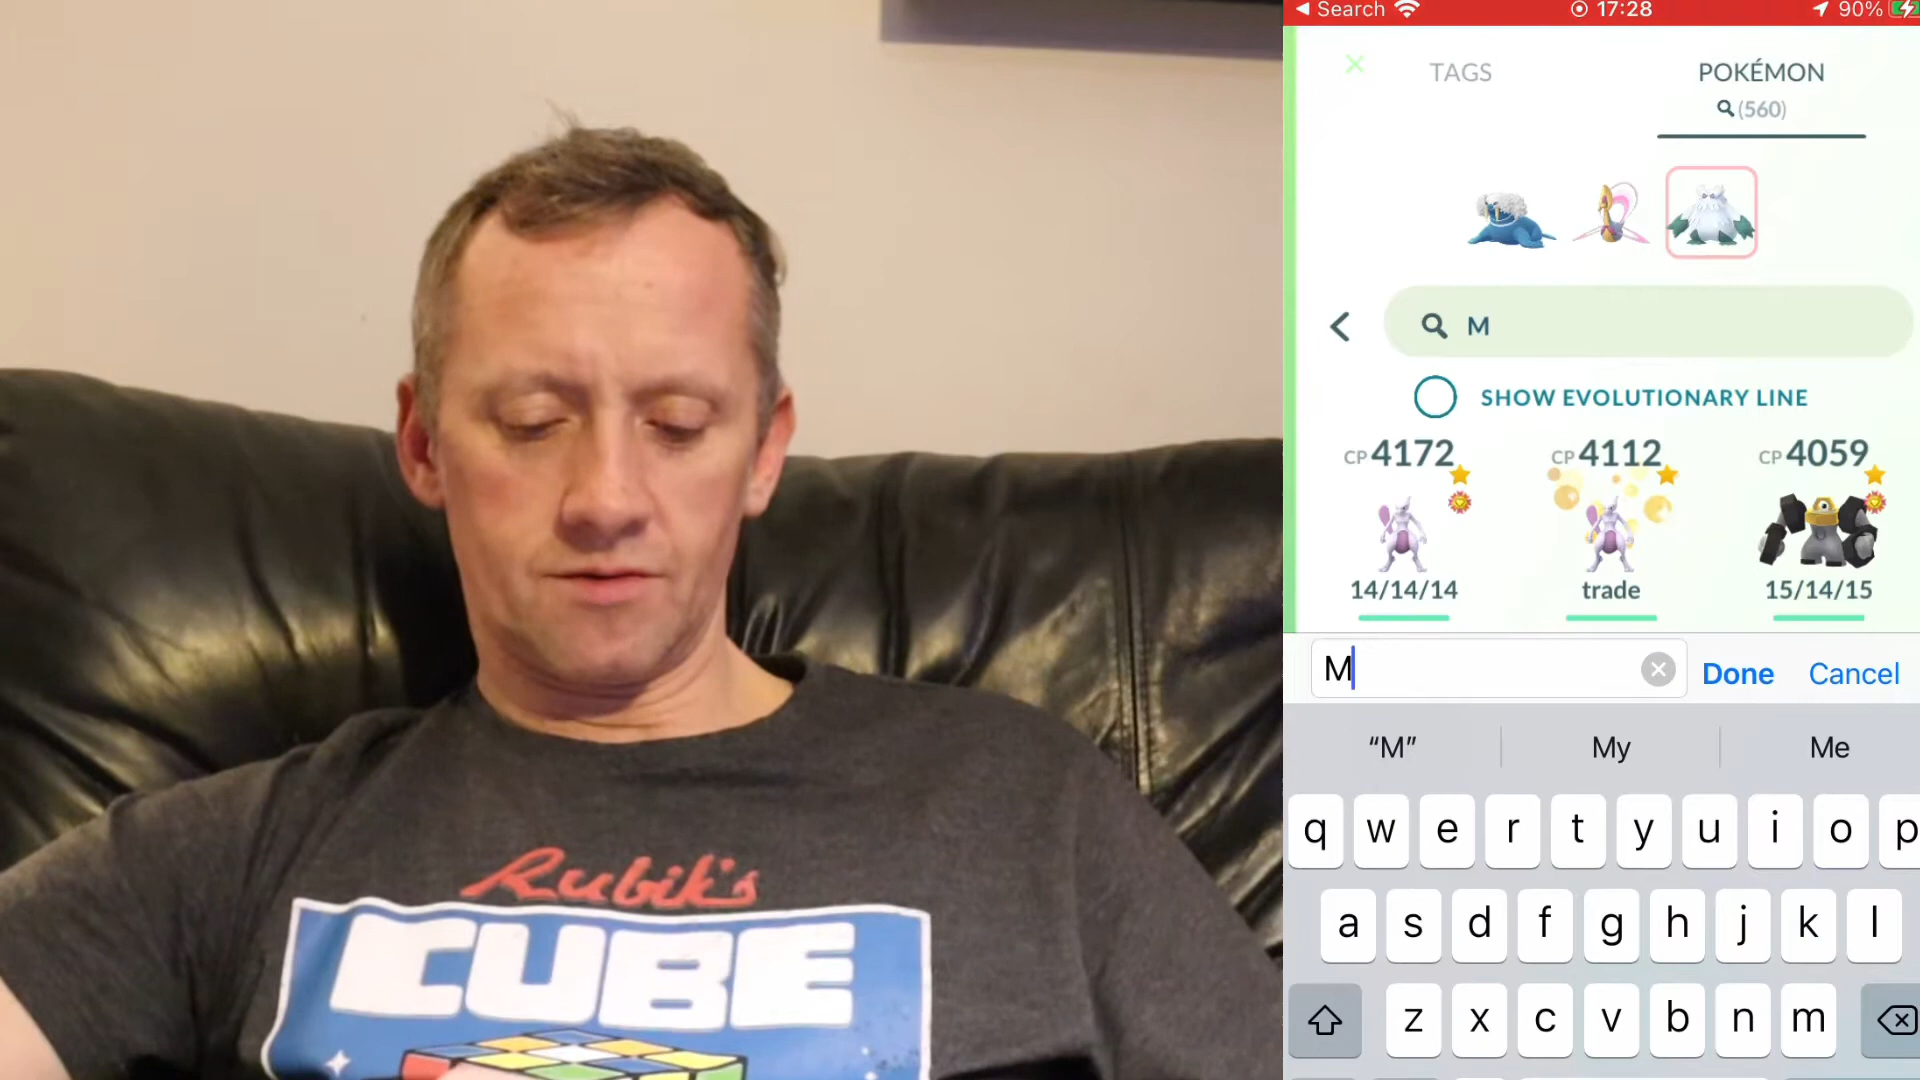 Search 17:28 90%
TAGS POKÉMON
(560)
M
SHOW EVOLUTIONARY LINE
CP 4172 CP 4112 CP 4059
14/14/14 trade 15/14/15
M Done Cancel
“M” My Me
q w e r t y u i o p
a s d f g h j k l
z x c v b n m
Rubik's
CUBE